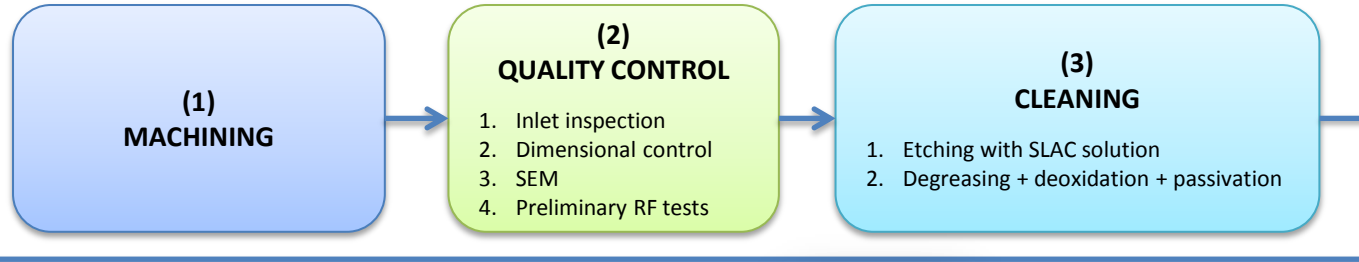 (1)
MACHINING
(2)
QUALITY CONTROL
1. Inlet inspection
2. Dimensional control
3. SEM
4. Preliminary RF tests
(3)
CLEANING
1. Etching with SLAC solution
2. Degreasing + deoxidation + passivation